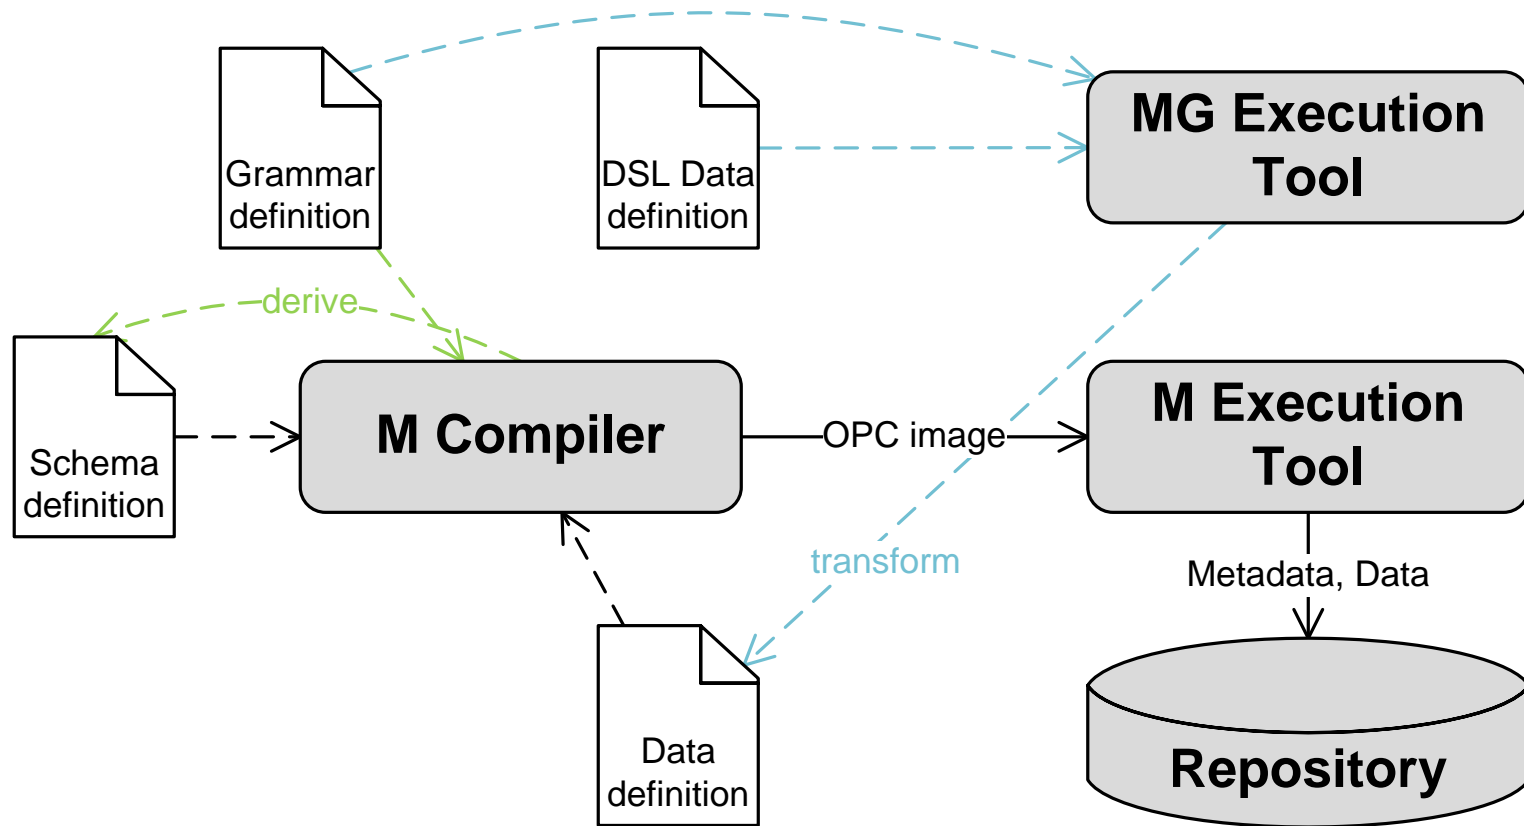 MG Execution
Tool
Grammar
definition
DSL Data
definition
derive
M Compiler
OPC image
M Execution
Tool
Schema
definition
transform
Metadata, Data
Data
definition
Repository